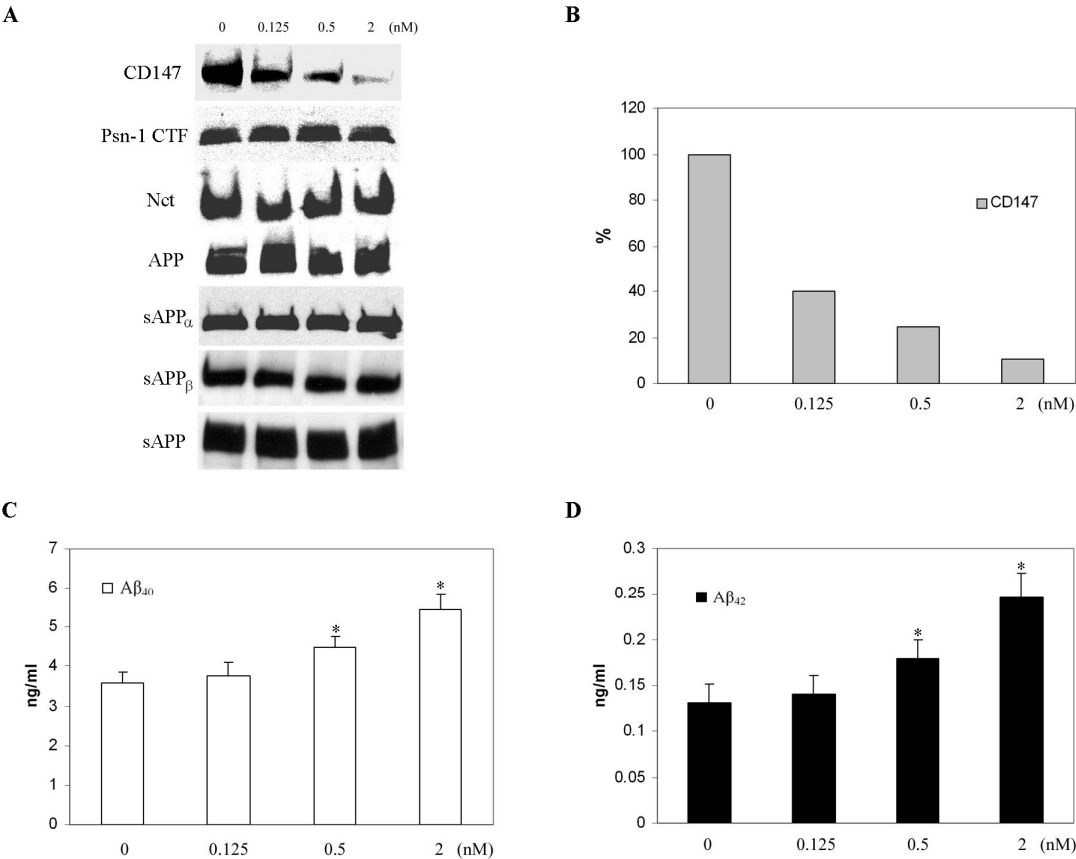 A
0 0.125 0.5 2 (nM)
CD147
Psn-1 CTF
Nct
APP
sAPPα
sAPPβ
sAPP
B
120
100
80
60
40
20
0
%
CD147
0 0.125 0.5 2 (nM)
C
7
6
5
4
3
2
1
0
ng/ml
Aβ40
*
*
0 0.125 0.5 2 (nM)
D
0.3
0.25
0.2
0.15
0.1
0.05
0
ng/ml
Aβ42
*
*
0 0.125 0.5 2 (nM)